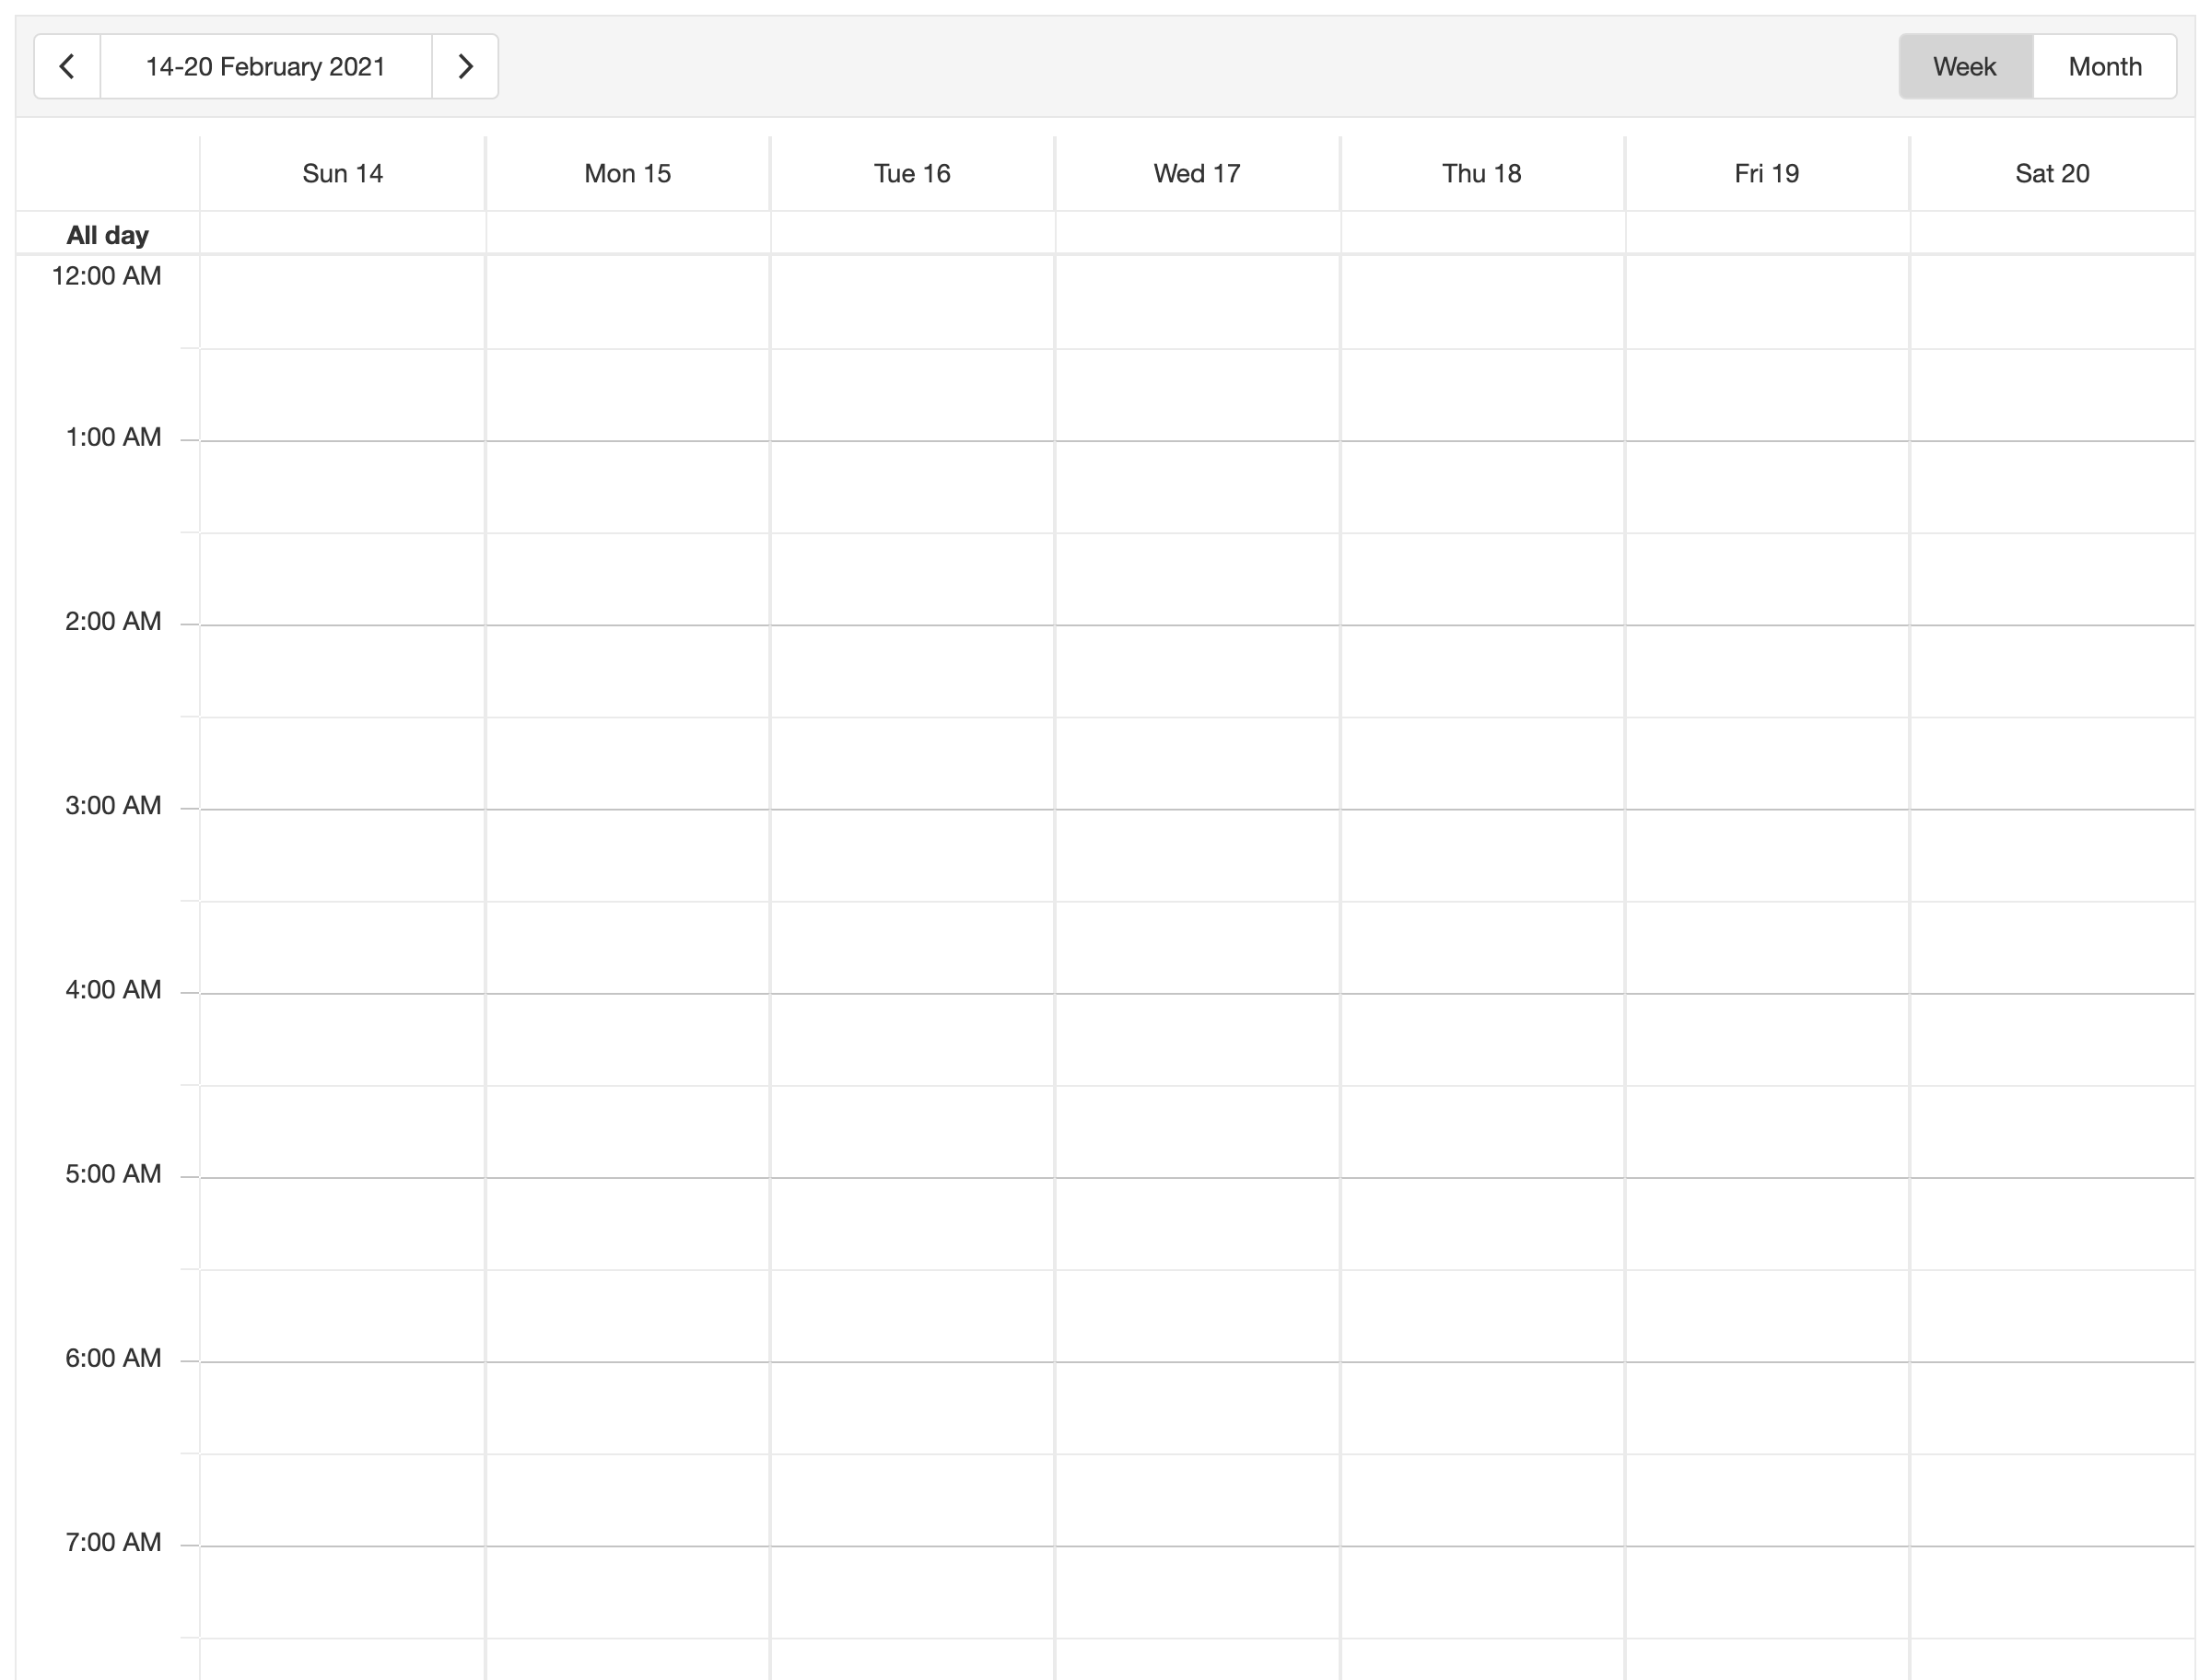 14-20 February 2021
Week Month
Sun 14 Mon 15 Tue 16 Wed 17 Thu 18 Fri 19 Sat 20
All day
12:00 AM
1:00 AM
2:00 AM
3:00 AM
4:00 AM
5:00 AM
6:00 AM
7:00 AM